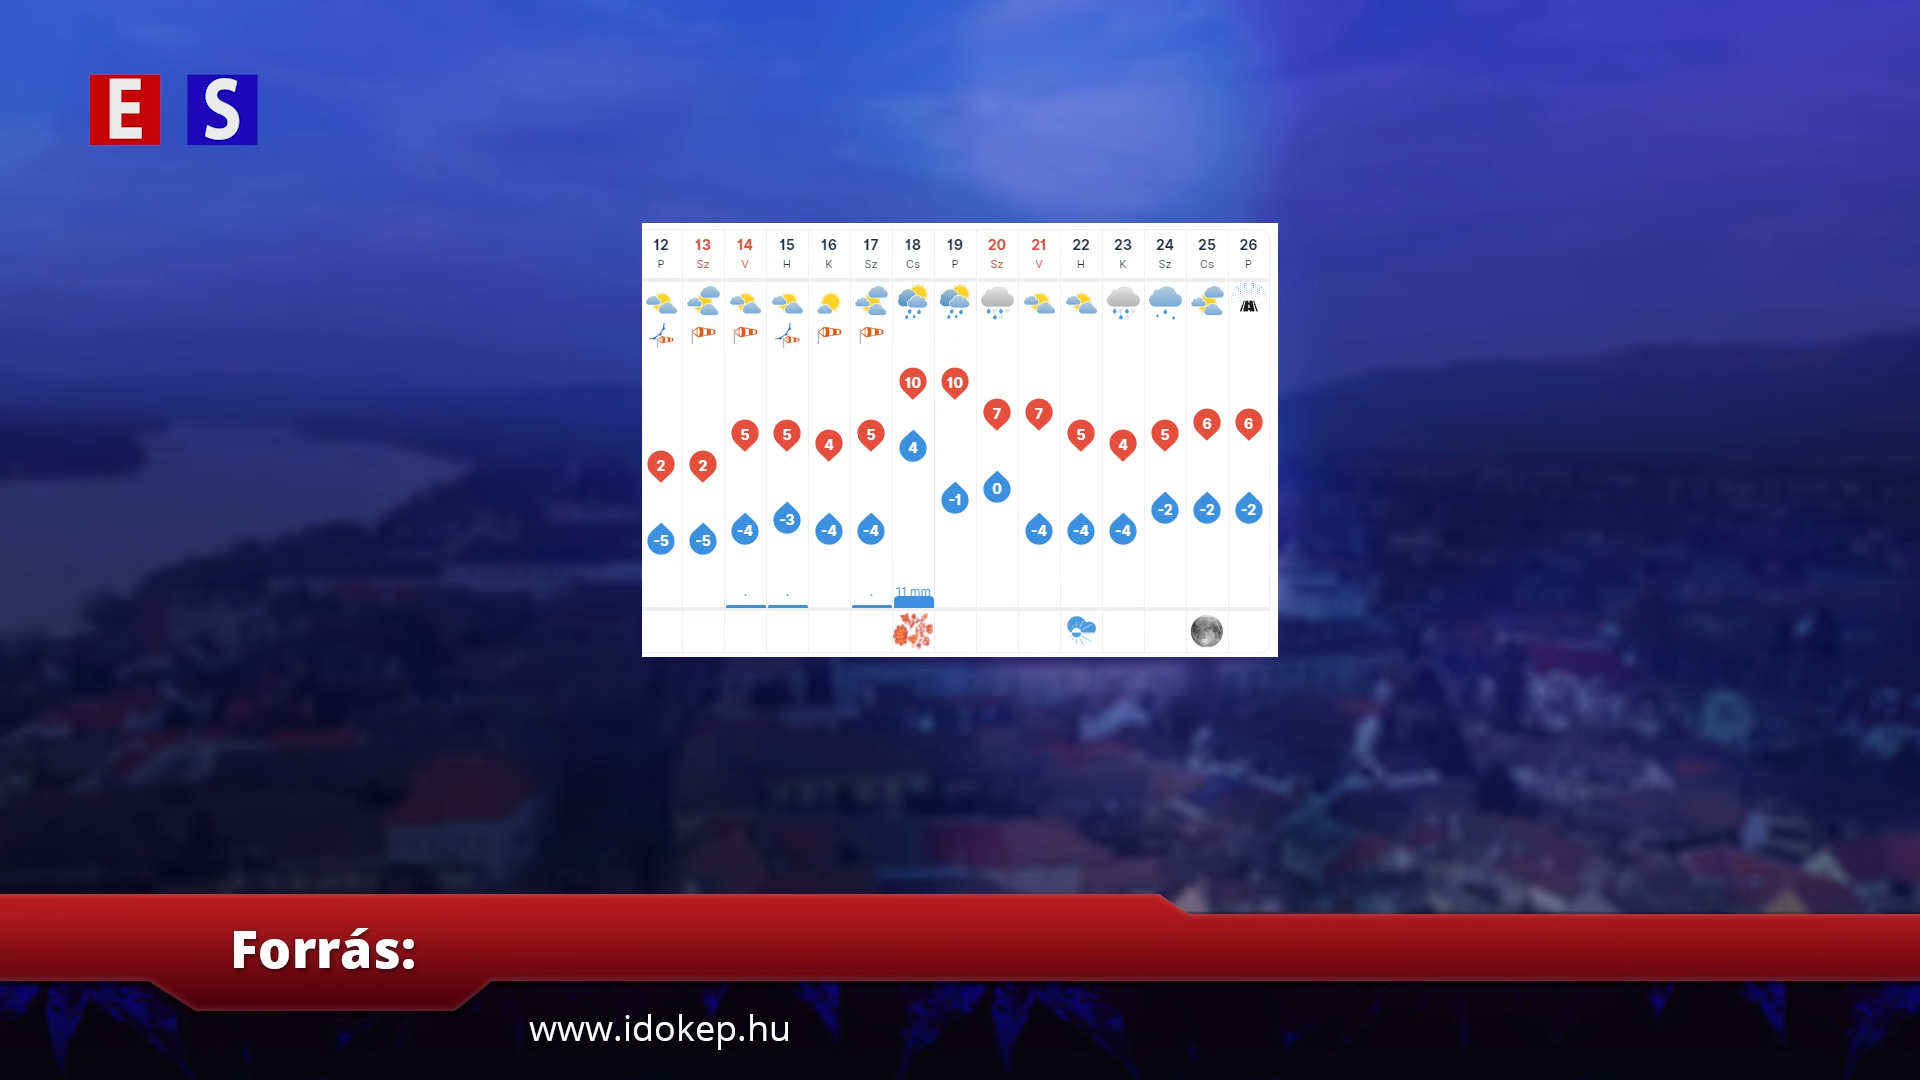 E S
12 13 14 15 16 17 18 19 20 21 22 23 24 25 26
P Sz V H K Sz Cs P Sz V H K Sz Cs P
10 10
7 7
5 5 4 5 4 5 4 5 6 6
2 2
-1 0
-5 -5 -4 -3 -4 -4 -4 -4 -4 -2 -2 -2
11 mm
Forrás:
www.idokep.hu